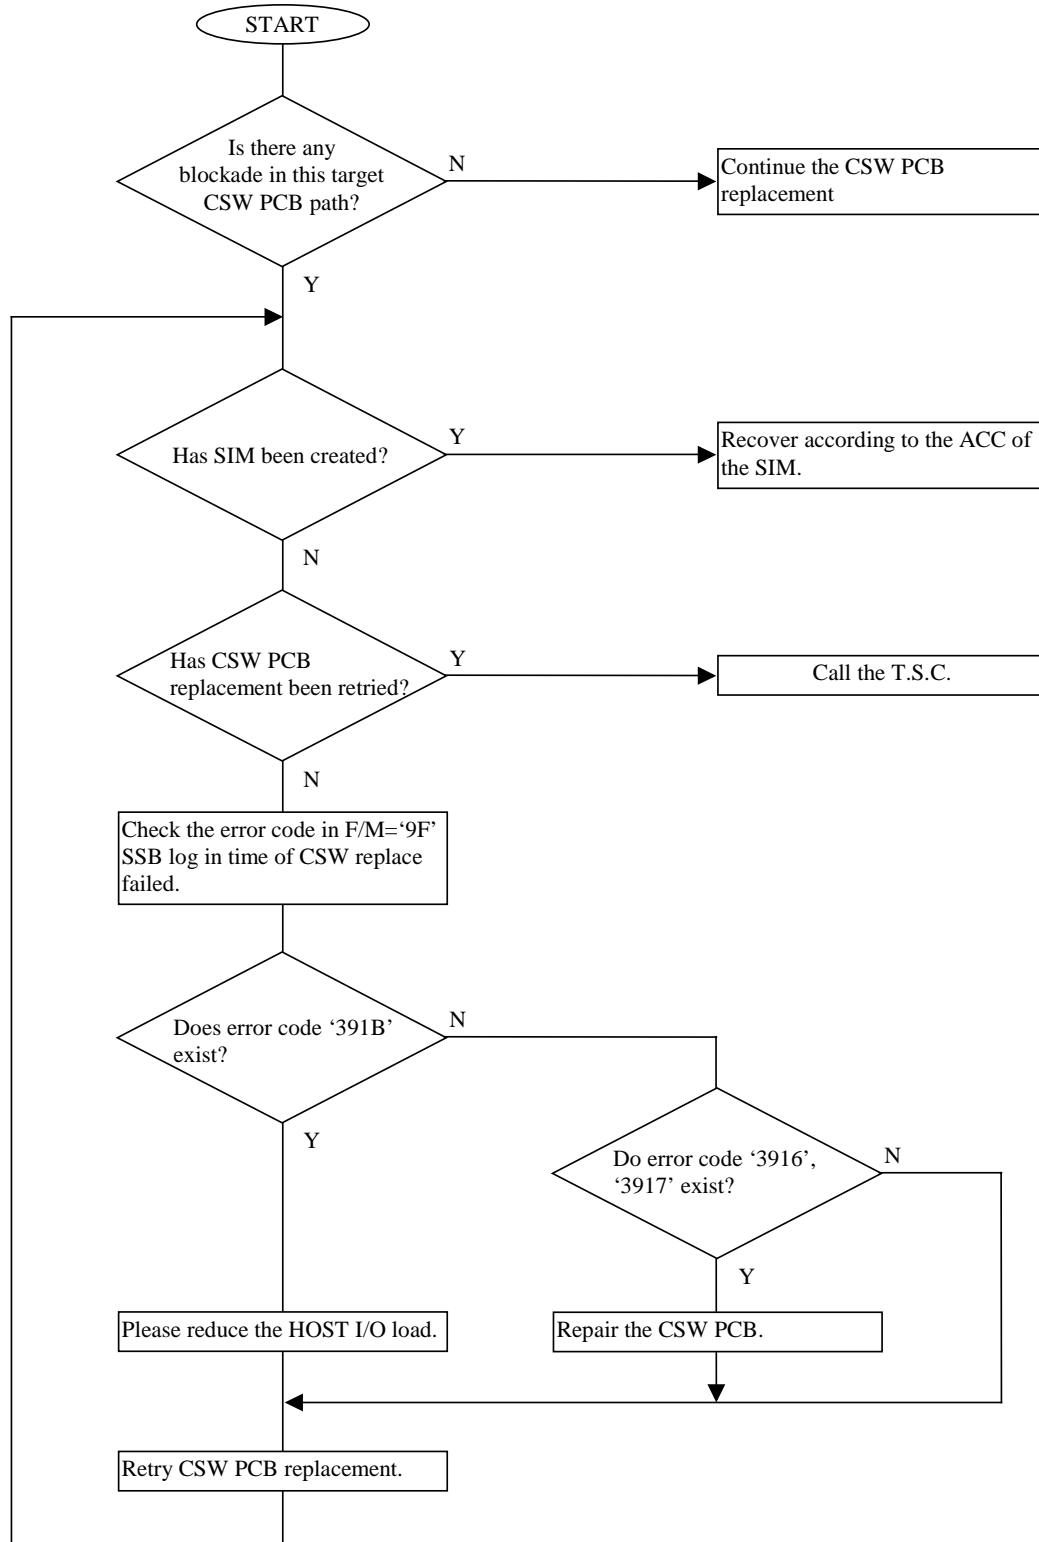 START
Is there any
blockade in this target
CSW PCB path?
N
Continue the CSW PCB
replacement
Y
Has SIM been created?
Y
Recover according to the ACC of
the SIM.
N
Has CSW PCB
replacement been retried?
Y
Call the T.S.C.
N
Check the error code in F/M=‘9F’
SSB log in time of CSW replace
failed.
Does error code ‘391B’
exist?
N
Y
Do error code ‘3916’,
‘3917’ exist?
N
Y
Please reduce the HOST I/O load.
Repair the CSW PCB.
Retry CSW PCB replacement.